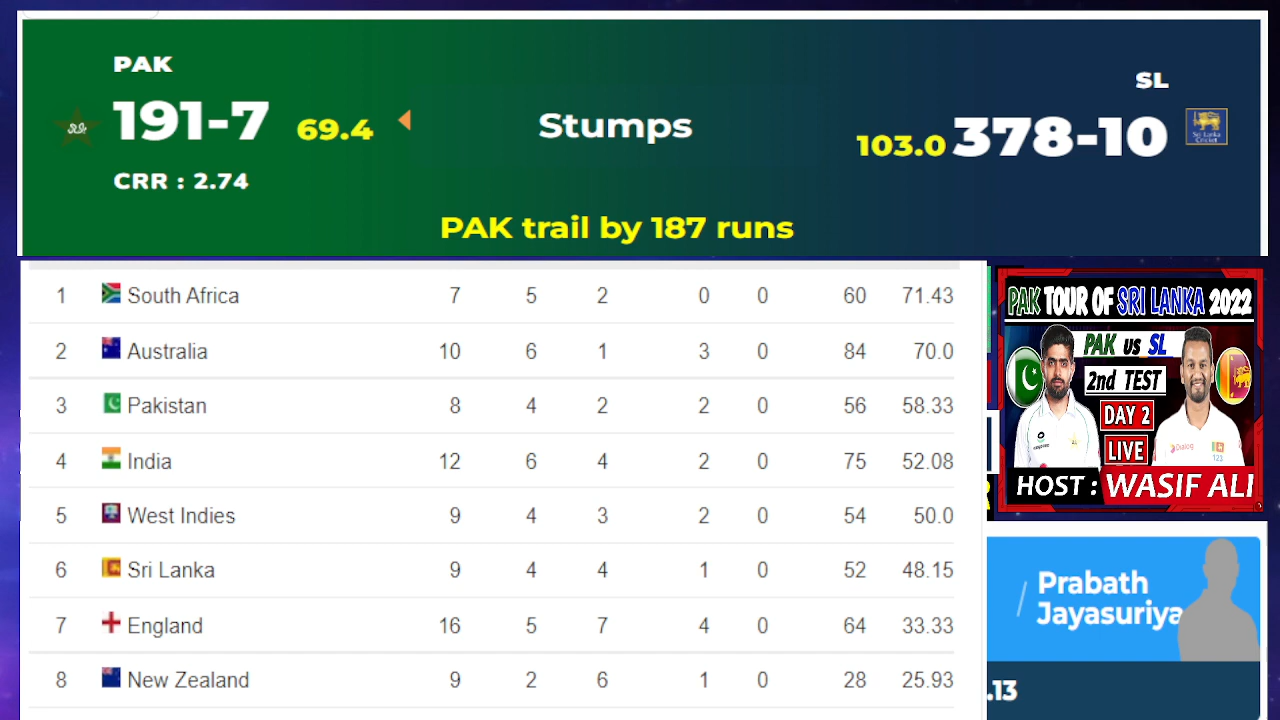 PAK
191-7 69.4
CRR : 2.74
Stumps
SL
103.0 378-10
Sri Lanka
Cricket
PAK trail by 187 runs
1 South Africa 7 5 2 0 0 60 71.43
2 Australia 10 6 1 3 0 84 70.0
3 Pakistan 8 4 2 2 0 56 58.33
4 India 12 6 4 2 0 75 52.08
5 West Indies 9 4 3 2 0 54 50.0
6 Sri Lanka 9 4 4 1 0 52 48.15
7 England 16 5 7 4 0 64 33.33
8 New Zealand 9 2 6 1 0 28 25.93
PAK TOUR OF SRI LANKA 2022
PAK vs SL
2nd TEST
DAY 2
LIVE
Dialog
HOST : WASIF ALI
/ Prabath
Jayasuriya
.13